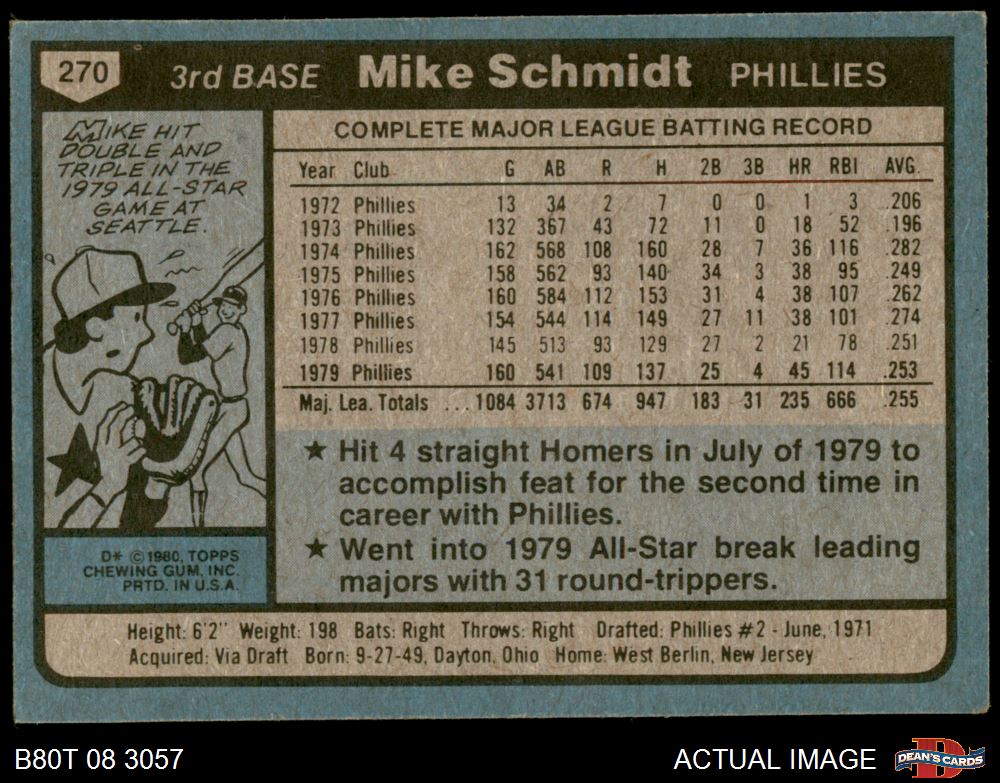 270 3rd BASE Mike Schmidt PHILLIES
MIKE HIT
DOUBLE AND
TRIPLE IN THE
1979 ALL-STAR
GAME AT
SEATTLE.
D* ©1980, TOPPS
CHEWING GUM, INC.
PRTD. IN U.S.A.
COMPLETE MAJOR LEAGUE BATTING RECORD
Year Club G AB R H 2B 3B HR RBI AVG.
1972 Phillies 13 34 2 7 0 0 1 3 .206
1973 Phillies 132 367 43 72 11 0 18 52 .196
1974 Phillies 162 568 108 160 28 7 36 116 .282
1975 Phillies 158 562 93 140 34 3 38 95 .249
1976 Phillies 160 584 112 153 31 4 38 107 .262
1977 Phillies 154 544 114 149 27 11 38 101 .274
1978 Phillies 145 513 93 129 27 2 21 78 .251
1979 Phillies 160 541 109 137 25 4 45 114 .253
Maj. Lea. Totals ...1084 3713 674 947 183 31 235 666 .255
★ Hit 4 straight Homers in July of 1979 to
accomplish feat for the second time in
career with Phillies.
★ Went into 1979 All-Star break leading
majors with 31 round-trippers.
Height: 6'2" Weight: 198 Bats: Right Throws: Right Drafted: Phillies #2 - June, 1971
Acquired: Via Draft Born: 9-27-49, Dayton, Ohio Home: West Berlin, New Jersey
B80T 08 3057 ACTUAL IMAGE D DEAN'S CARDS